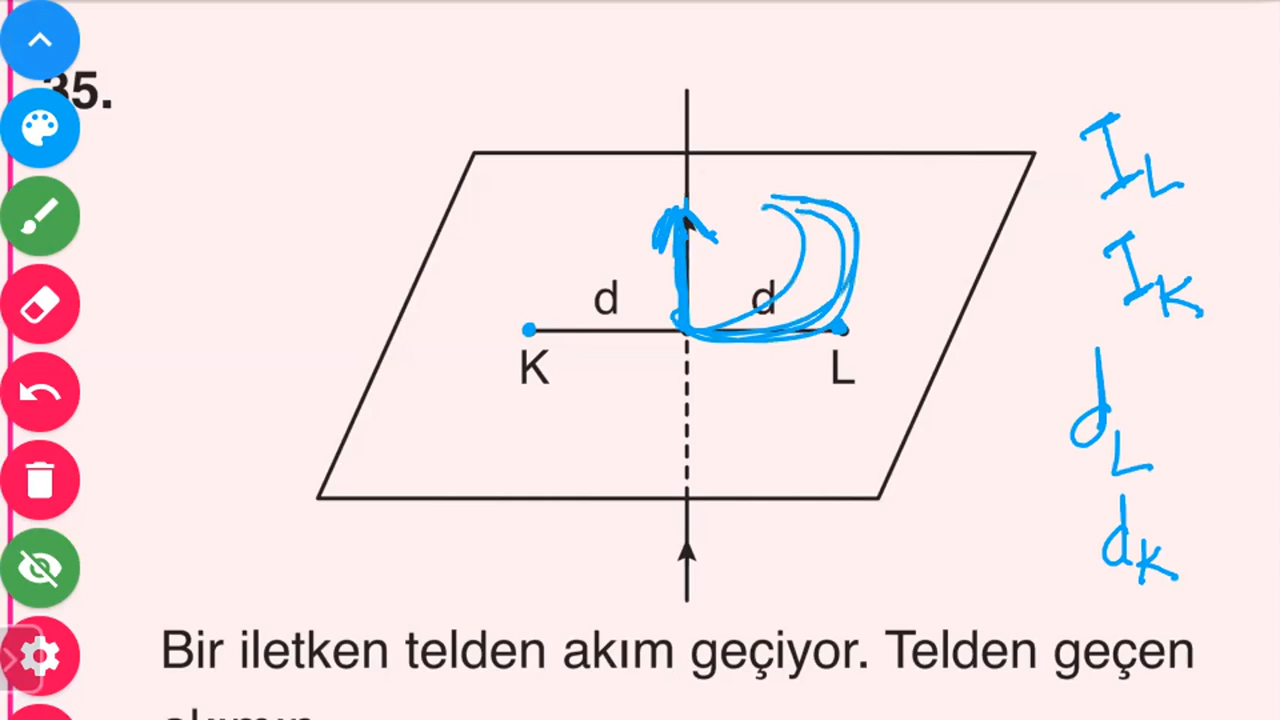 35.
I_L
I_K
d d
K L
d_L
d_K
Bir iletken telden akım geçiyor. Telden geçen